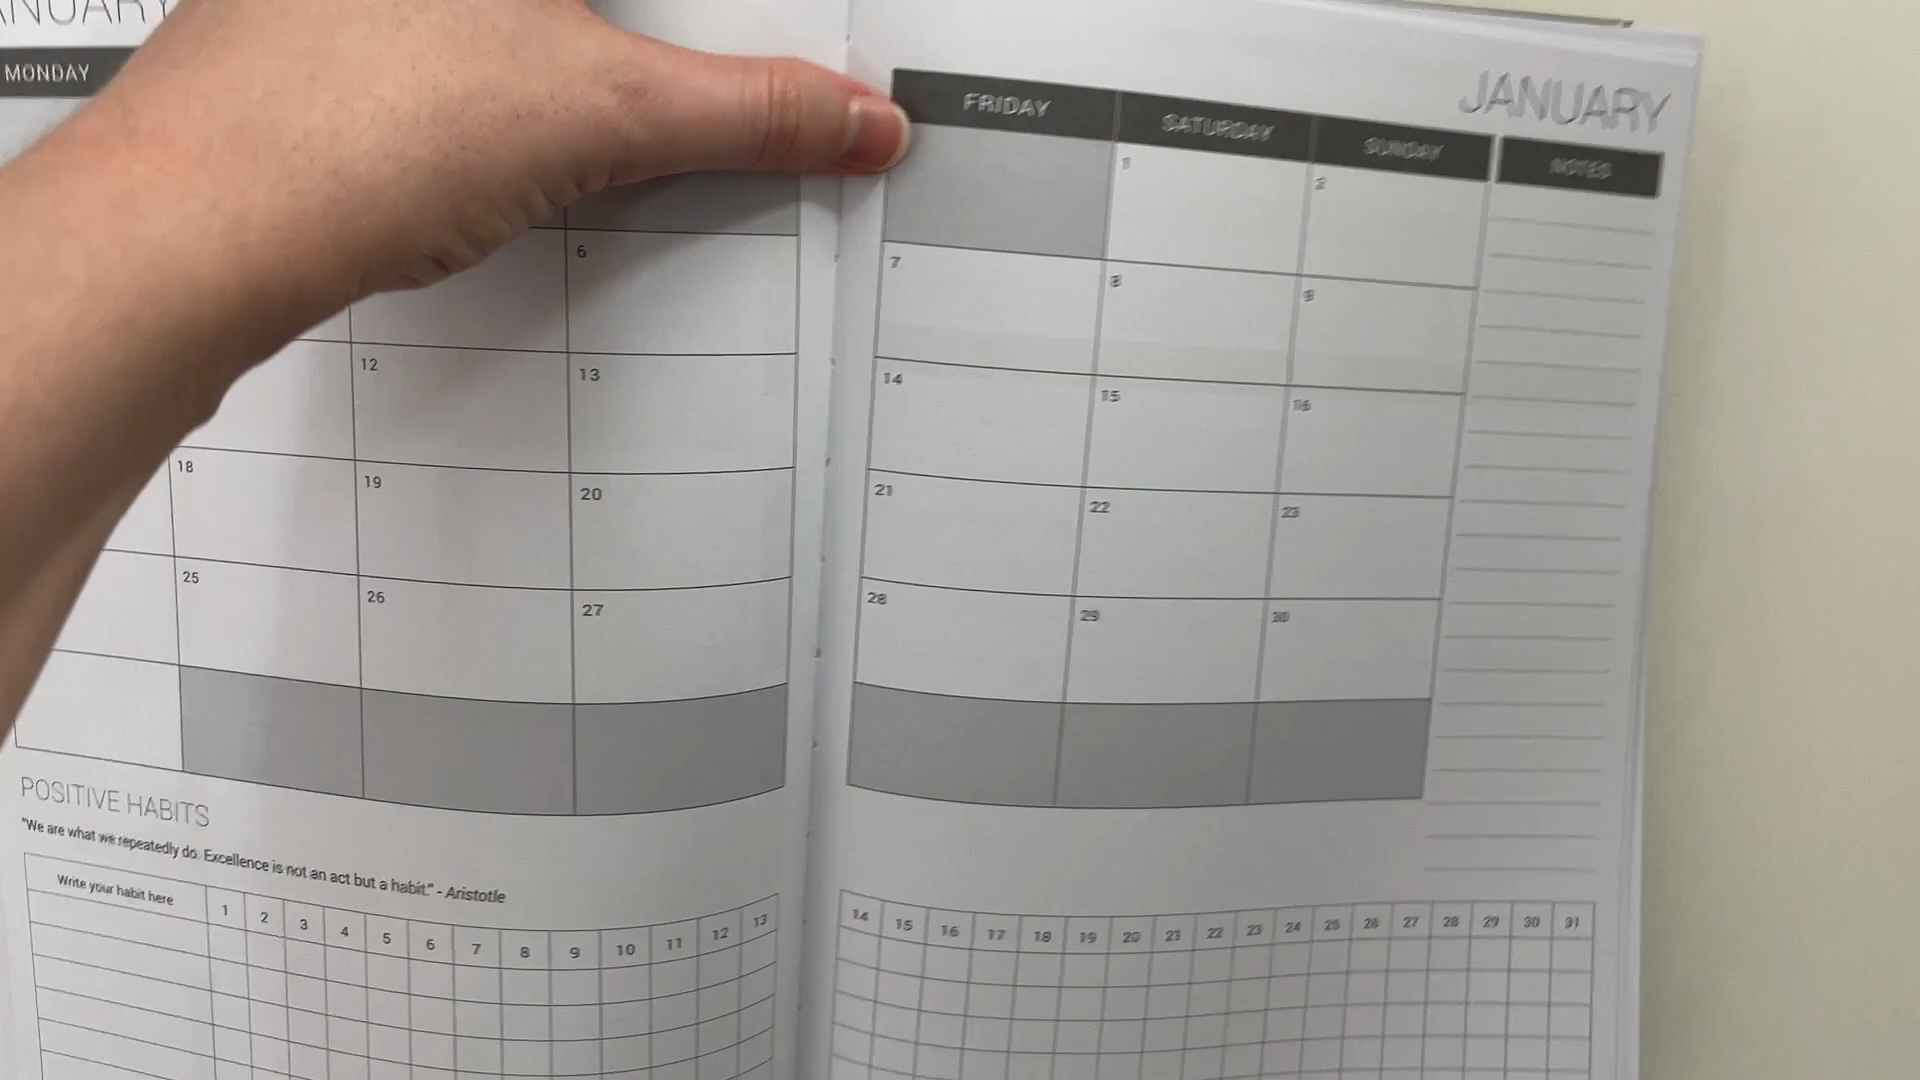 JANUARY
MONDAY
6
12 13
18 19 20
25 26 27
POSITIVE HABITS
"We are what we repeatedly do. Excellence is not an act but a habit." - Aristotle
Write your habit here 1 2 3 4 5 6 7 8 9 10 11 12 13
JANUARY
FRIDAY SATURDAY SUNDAY NOTES
1 2
7 8 9
14 15 16
21 22 23
28 29 30
14 15 16 17 18 19 20 23 22 23 24 25 26 27 28 29 30 31